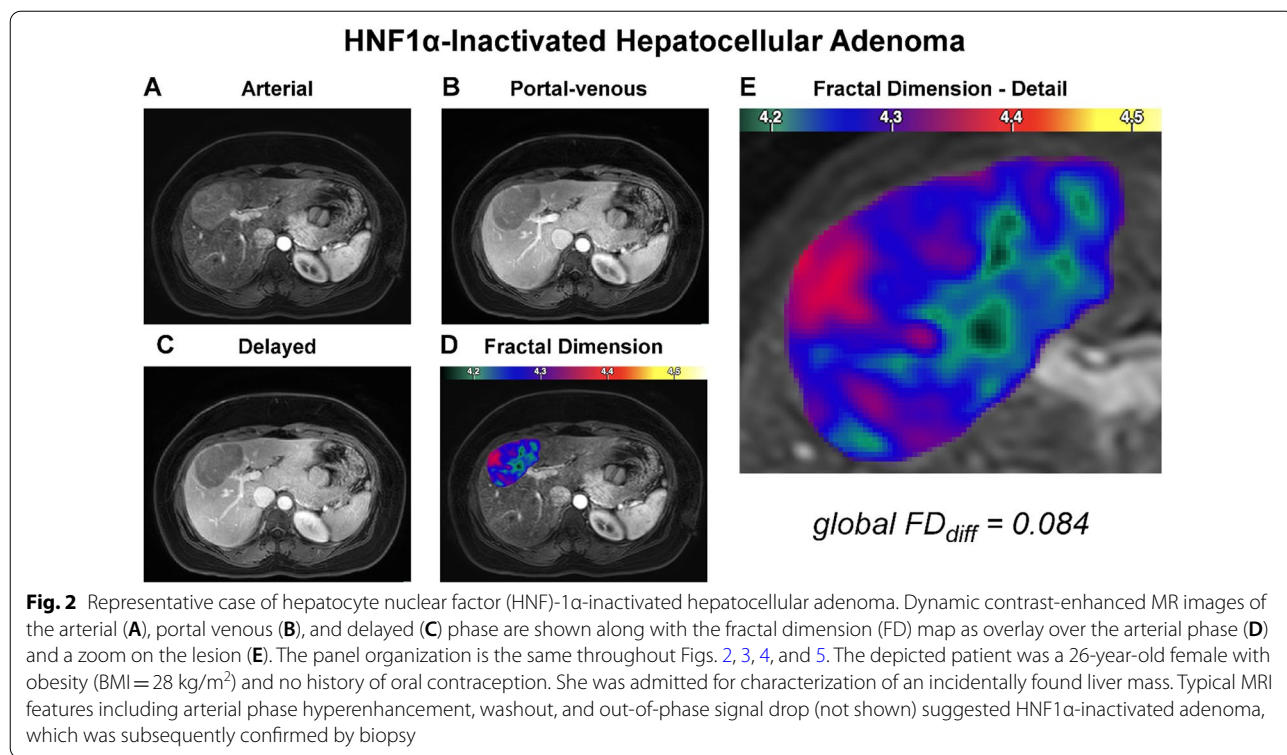 HNF1α-Inactivated Hepatocellular Adenoma
A Arterial
B Portal-venous
E Fractal Dimension - Detail
4.2 4.3 4.4 4.5
C Delayed
D Fractal Dimension
4.2 4.3 4.4 4.5
global FDdiff = 0.084
Fig. 2 Representative case of hepatocyte nuclear factor (HNF)-1α-inactivated hepatocellular adenoma. Dynamic contrast-enhanced MR images of
the arterial (A), portal venous (B), and delayed (C) phase are shown along with the fractal dimension (FD) map as overlay over the arterial phase (D)
and a zoom on the lesion (E). The panel organization is the same throughout Figs. 2, 3, 4, and 5. The depicted patient was a 26-year-old female with
obesity (BMI = 28 kg/m²) and no history of oral contraception. She was admitted for characterization of an incidentally found liver mass. Typical MRI
features including arterial phase hyperenhancement, washout, and out-of-phase signal drop (not shown) suggested HNF1α-inactivated adenoma,
which was subsequently confirmed by biopsy